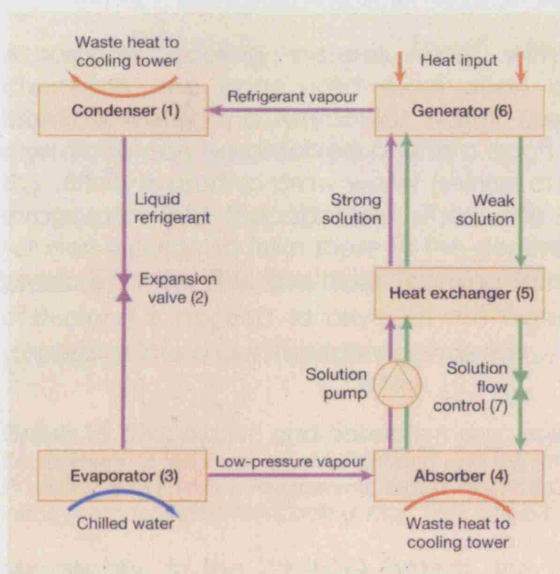 Waste heat to
cooling tower
Heat input
Condenser (1)
Refrigerant vapour
Generator (6)
Liquid
refrigerant
Strong
solution
Weak
solution
Expansion
valve (2)
Heat exchanger (5)
Solution
pump
Solution
flow
control (7)
Evaporator (3)
Low-pressure vapour
Absorber (4)
Chilled water
Waste heat to
cooling tower